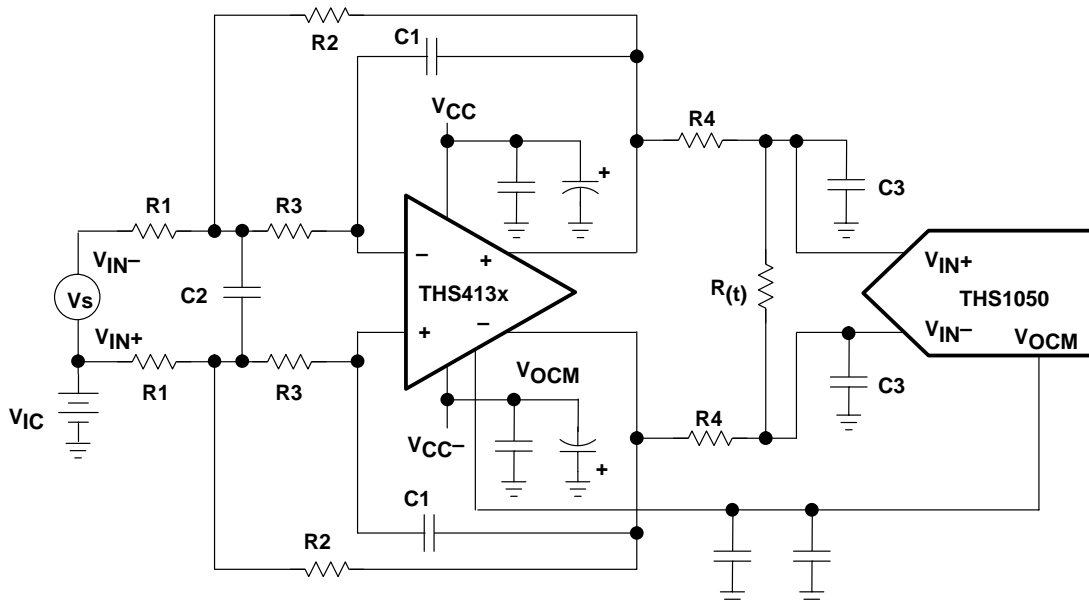 R2
C1
VCC
R4
C3
R1
R3
VIN−
−
+
+
VIN+
Vs
C2
THS413x
R(t)
THS1050
VIN+
+
−
VIN−
VOCM
R1
R3
VOCM
C3
VIC
R4
VCC−
+
C1
R2